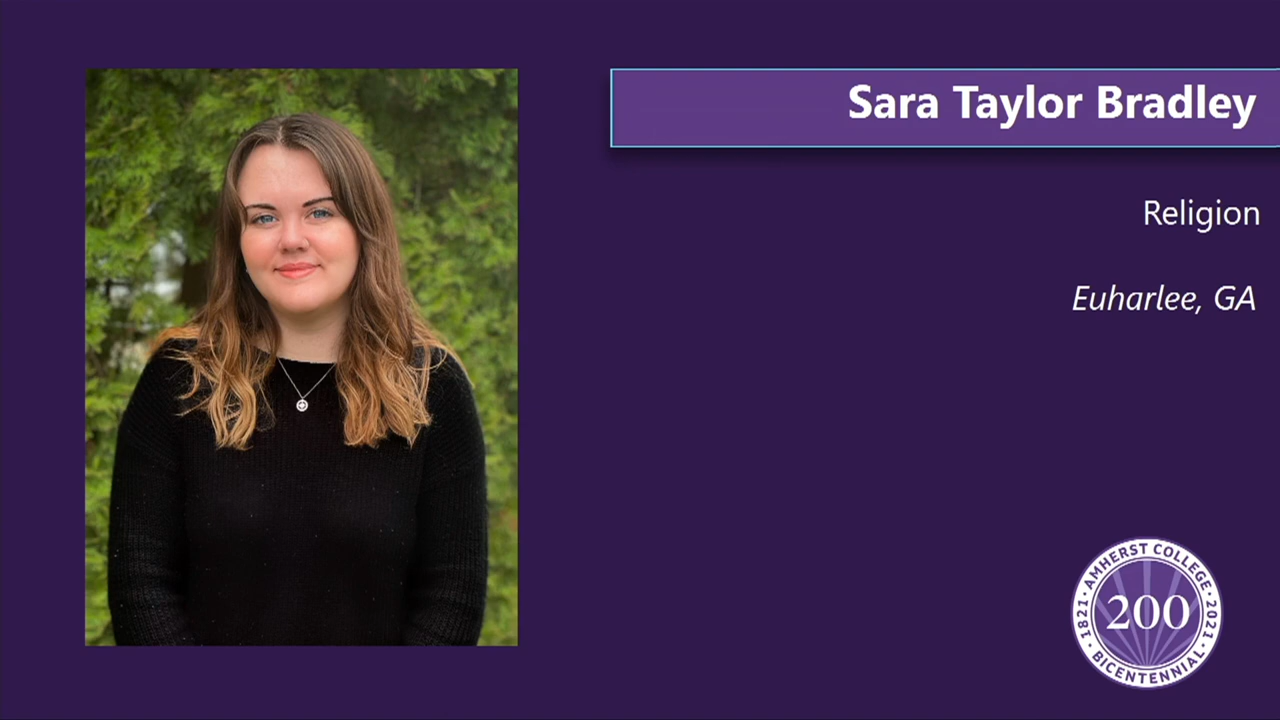 Sara Taylor Bradley
Religion
Euharlee, GA
AMHERST COLLEGE
1821
200
2021
BICENTENNIAL